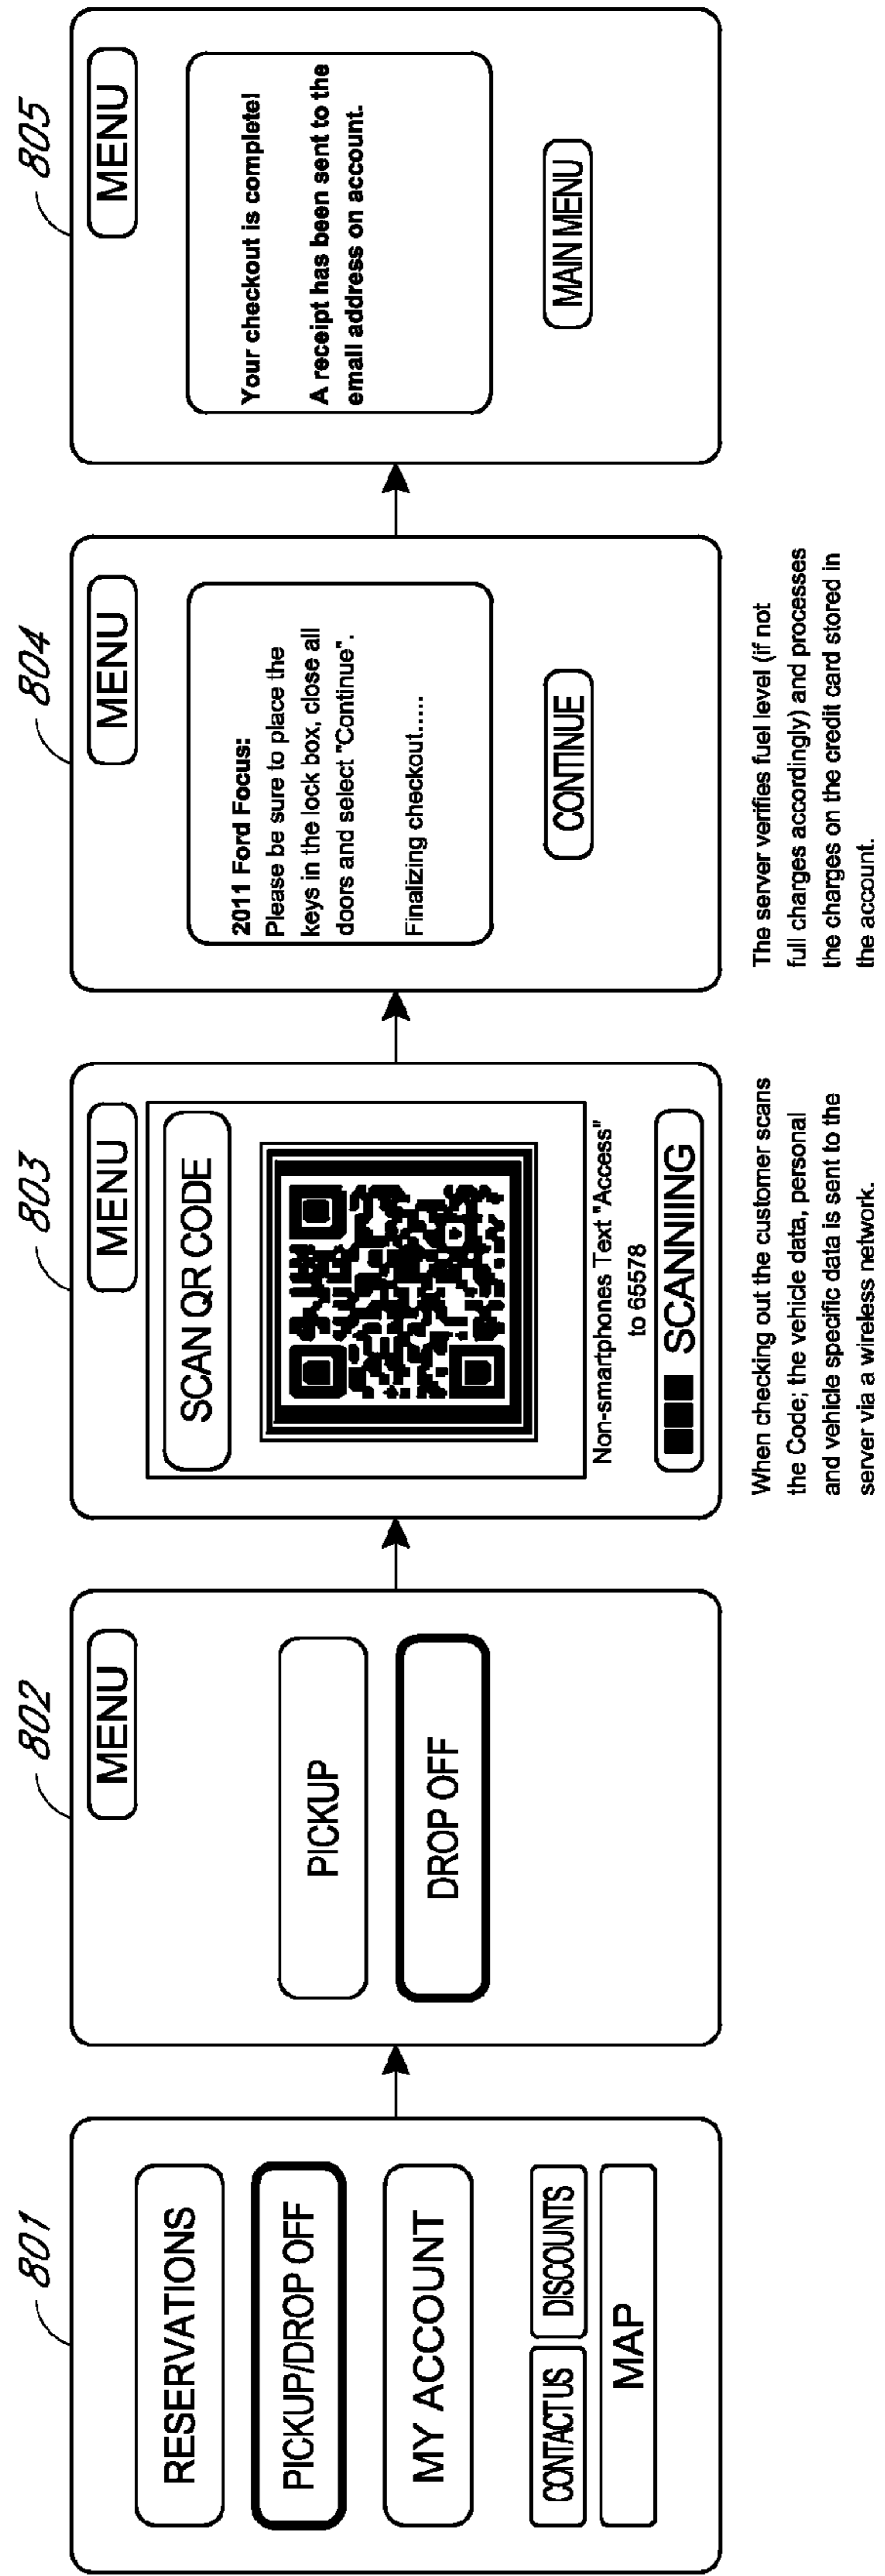 801
RESERVATIONS
PICKUP/DROP OFF
MY ACCOUNT
CONTACT US
DISCOUNTS
MAP
802
MENU
PICKUP
DROP OFF
803
MENU
SCAN QR CODE
Non-smartphones Text "Access"
to 65578
SCANNIING
When checking out the customer scans
the Code; the vehicle data, personal
and vehicle specific data is sent to the
server via a wireless network.
804
MENU
2011 Ford Focus:
Please be sure to place the
keys in the lock box, close all
doors and select "Continue".
Finalizing checkout.....
CONTINUE
The server verifies fuel level (if not
full charges accordingly) and processes
the charges on the credit card stored in
the account.
805
MENU
Your checkout is complete!
A receipt has been sent to the
email address on account.
MAIN MENU